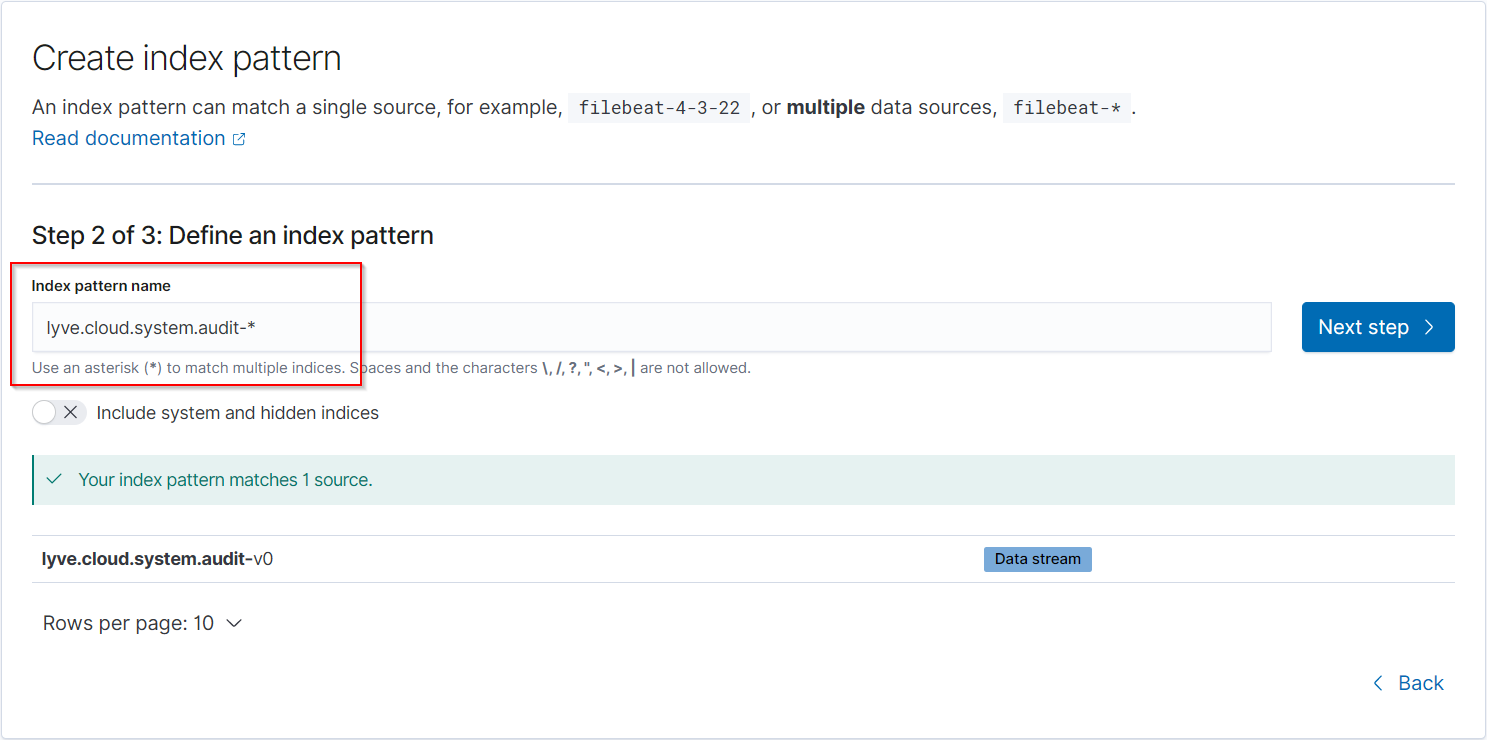 Create index pattern
An index pattern can match a single source, for example, filebeat-4-3-22 , or multiple data sources, filebeat-* .
Read documentation
Step 2 of 3: Define an index pattern
Index pattern name
lyve.cloud.system.audit-*
Next step
Use an asterisk (*) to match multiple indices. Spaces and the characters \, /, ?, ", <, >, | are not allowed.
Include system and hidden indices
Your index pattern matches 1 source.
lyve.cloud.system.audit-v0 Data stream
Rows per page: 10
Back